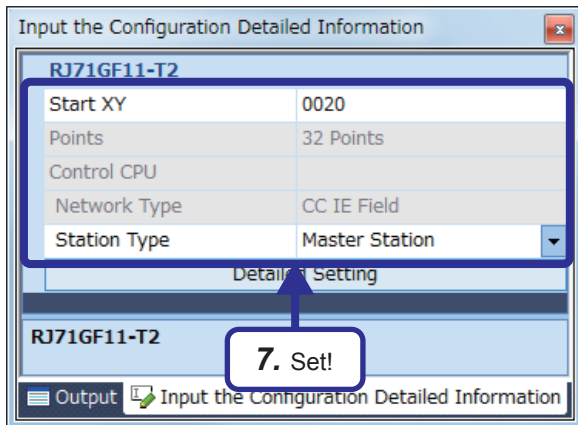 Input the Configuration Detailed Information
RJ71GF11-T2
Start XY 0020
Points 32 Points
Control CPU
Network Type CC IE Field
Station Type Master Station
Detailed Setting
RJ71GF11-T2
7. Set!
Output Input the Configuration Detailed Information